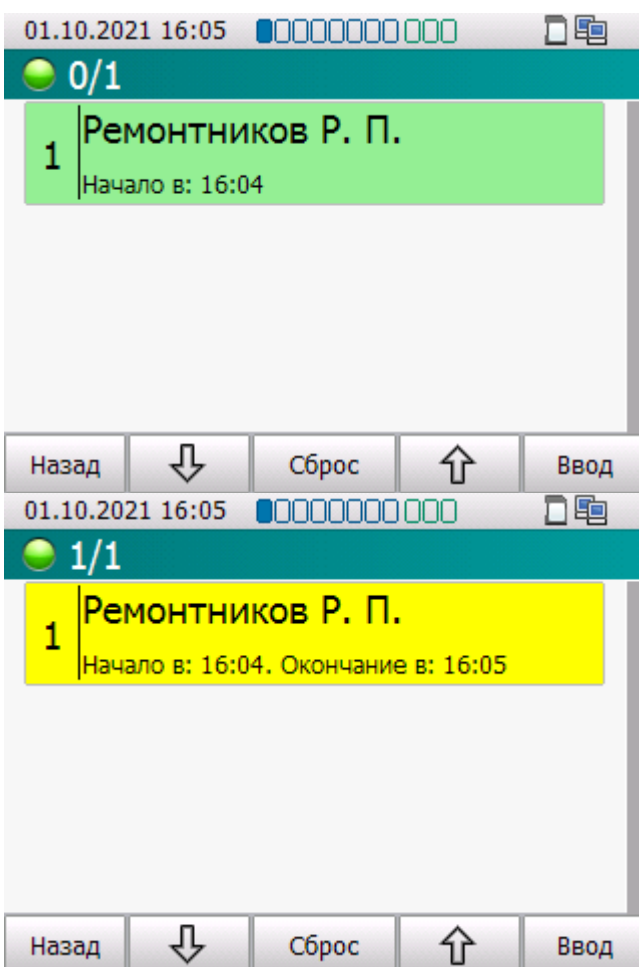 01.10.2021 16:05
0/1
1
Ремонтников Р. П.
Начало в: 16:04
Назад Сброс Ввод
01.10.2021 16:05
1/1
1
Ремонтников Р. П.
Начало в: 16:04. Окончание в: 16:05
Назад Сброс Ввод